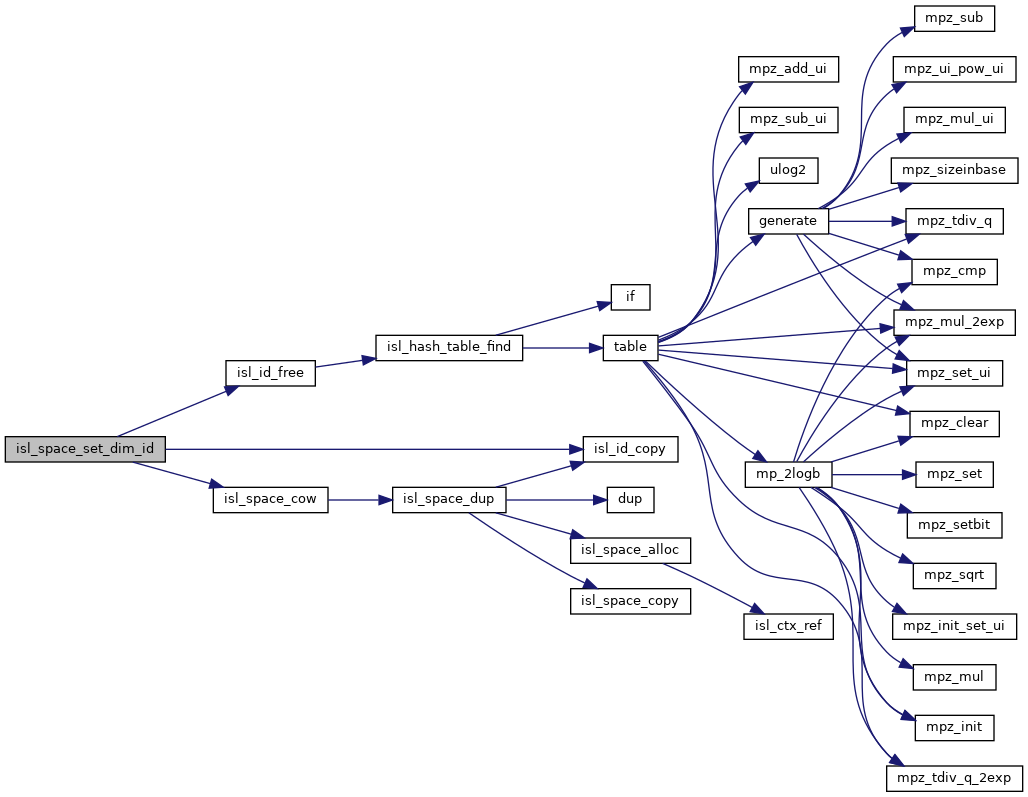 mpz_sub
mpz_add_ui
mpz_ui_pow_ui
mpz_sub_ui
mpz_mul_ui
ulog2
mpz_sizeinbase
generate
mpz_tdiv_q
mpz_cmp
if
mpz_mul_2exp
isl_hash_table_find
table
isl_id_free
mpz_set_ui
mpz_clear
isl_space_set_dim_id
isl_id_copy
mp_2logb
mpz_set
isl_space_cow
isl_space_dup
dup
mpz_setbit
isl_space_alloc
mpz_sqrt
isl_space_copy
isl_ctx_ref
mpz_init_set_ui
mpz_mul
mpz_init
mpz_tdiv_q_2exp